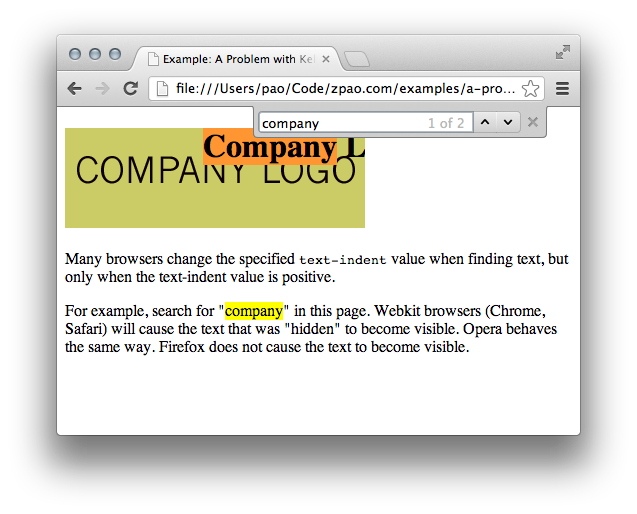 Example: A Problem with Kel
file:///Users/pao/Code/zpao.com/examples/a-pro...
company 1 of 2
Company L
COMPANY LOGO
Many browsers change the specified text-indent value when finding text, but
only when the text-indent value is positive.
For example, search for "company" in this page. Webkit browsers (Chrome,
Safari) will cause the text that was "hidden" to become visible. Opera behaves
the same way. Firefox does not cause the text to become visible.